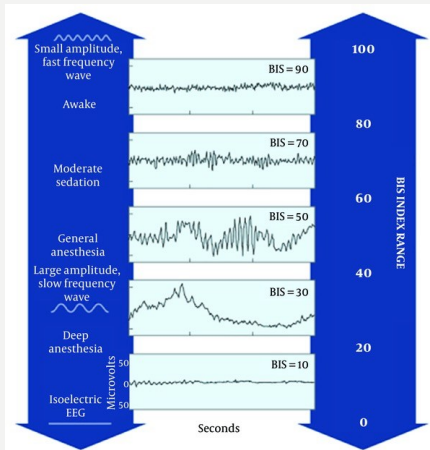 Small amplitude,
fast frequency
wave
Awake
Moderate
sedation
General
anesthesia
Large amplitude,
slow frequency
wave
Deep
anesthesia
Isoelectric
EEG
BIS = 90
BIS = 70
BIS = 50
BIS = 30
BIS = 10
Microvolts
50
0
50
Seconds
100
80
60
40
20
0
BIS INDEX RANGE